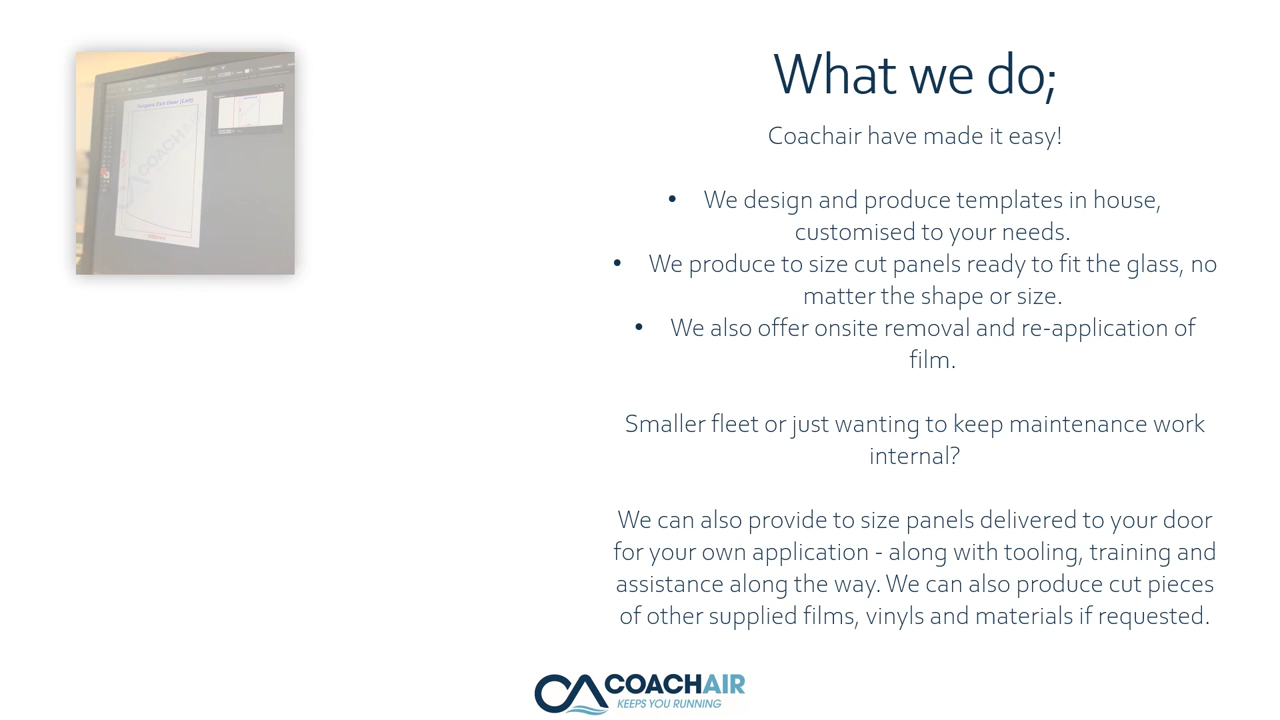 What we do;
Coachair have made it easy!
• We design and produce templates in house,
customised to your needs.
• We produce to size cut panels ready to fit the glass, no
matter the shape or size.
• We also offer onsite removal and re-application of
film.
Smaller fleet or just wanting to keep maintenance work
internal?
We can also provide to size panels delivered to your door
for your own application - along with tooling, training and
assistance along the way. We can also produce cut pieces
of other supplied films, vinyls and materials if requested.
COACHAIR
KEEPS YOU RUNNING
COACHA